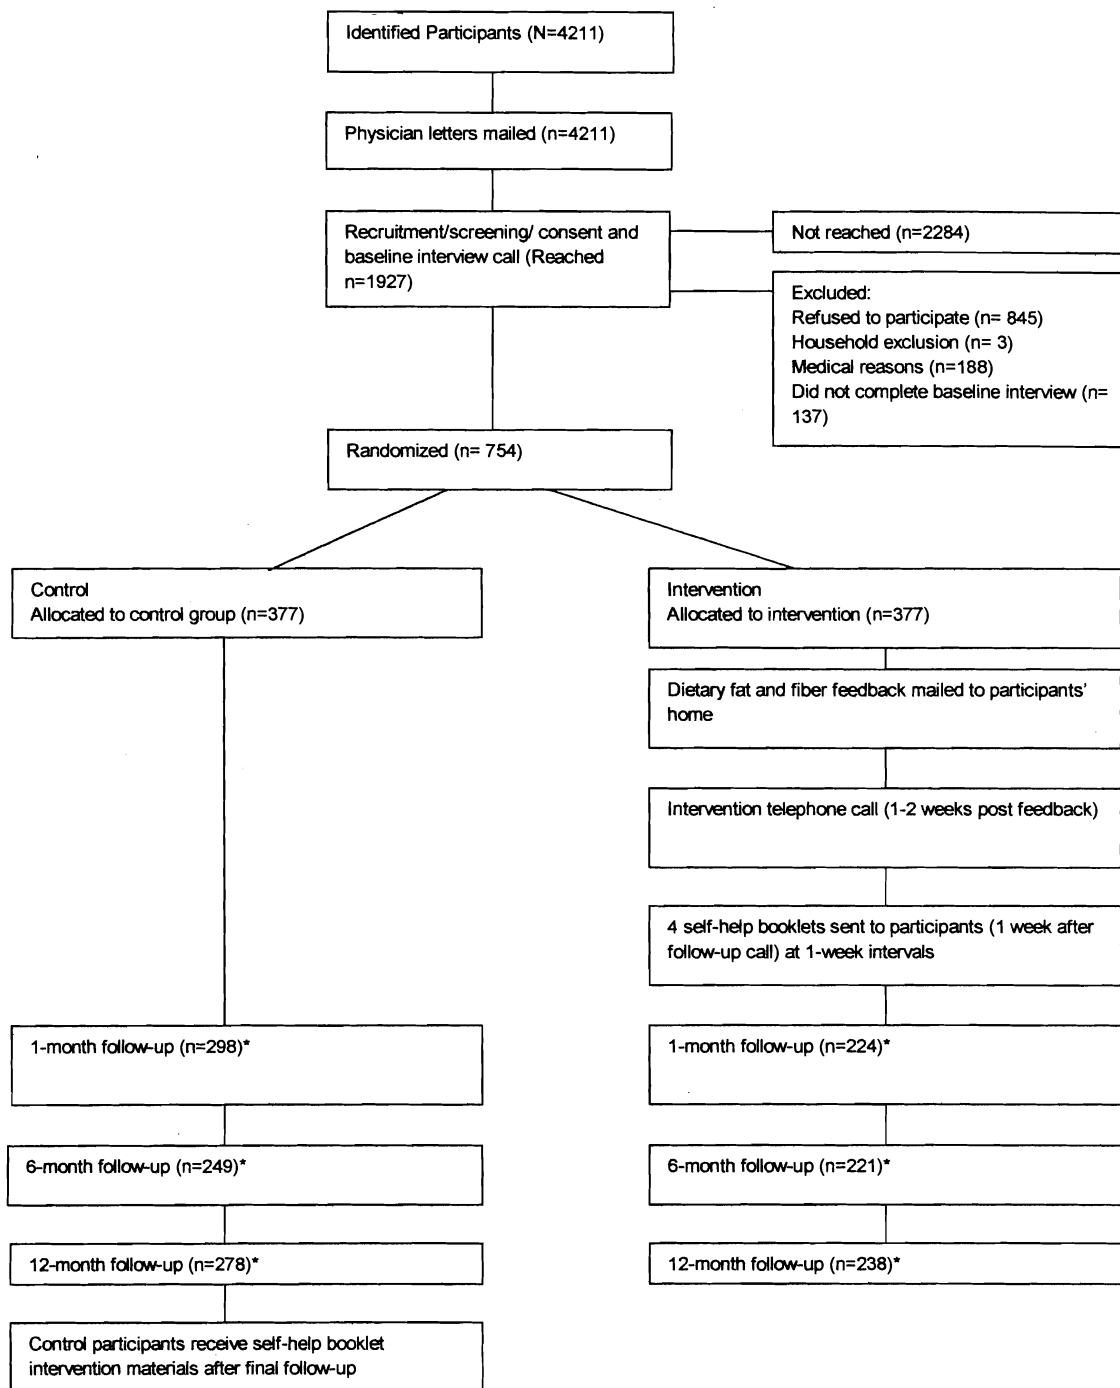 Identified Participants (N=4211)
Physician letters mailed (n=4211)
Recruitment/screening/ consent and
baseline interview call (Reached
n=1927)
Not reached (n=2284)
Excluded:
Refused to participate (n= 845)
Household exclusion (n= 3)
Medical reasons (n=188)
Did not complete baseline interview (n=
137)
Randomized (n= 754)
Control
Allocated to control group (n=377)
Intervention
Allocated to intervention (n=377)
Dietary fat and fiber feedback mailed to participants'
home
Intervention telephone call (1-2 weeks post feedback)
4 self-help booklets sent to participants (1 week after
follow-up call) at 1-week intervals
1-month follow-up (n=298)*
1-month follow-up (n=224)*
6-month follow-up (n=249)*
6-month follow-up (n=221)*
12-month follow-up (n=278)*
12-month follow-up (n=238)*
Control participants receive self-help booklet
intervention materials after final follow-up